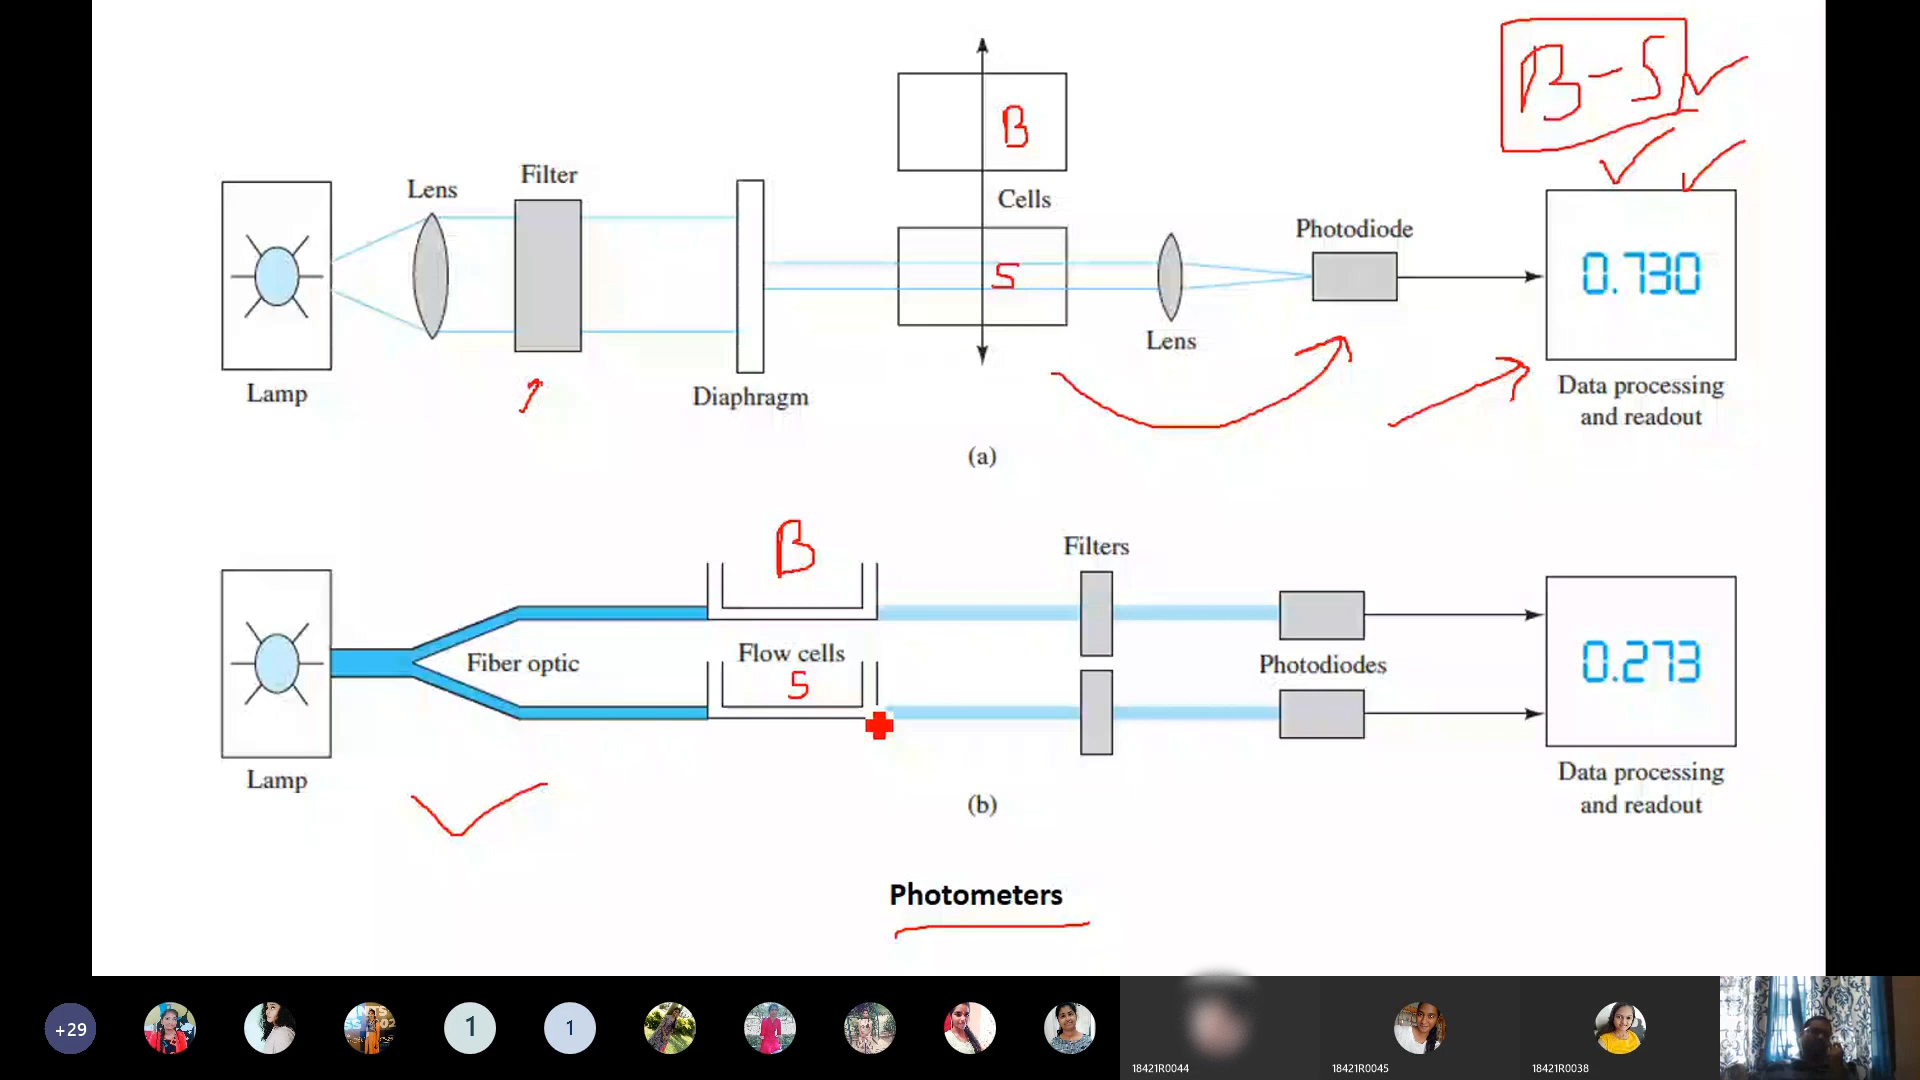 B-S
B
Filter
Lens
Cells
Photodiode
S
0.730
Lens
Lamp
Diaphragm
Data processing
and readout
(a)
B
Filters
Flow cells
Fiber optic
Photodiodes
S
0.273
Lamp
Data processing
and readout
(b)
Photometers
+29
1
1
18421R0044
18421R0045
18421R0038